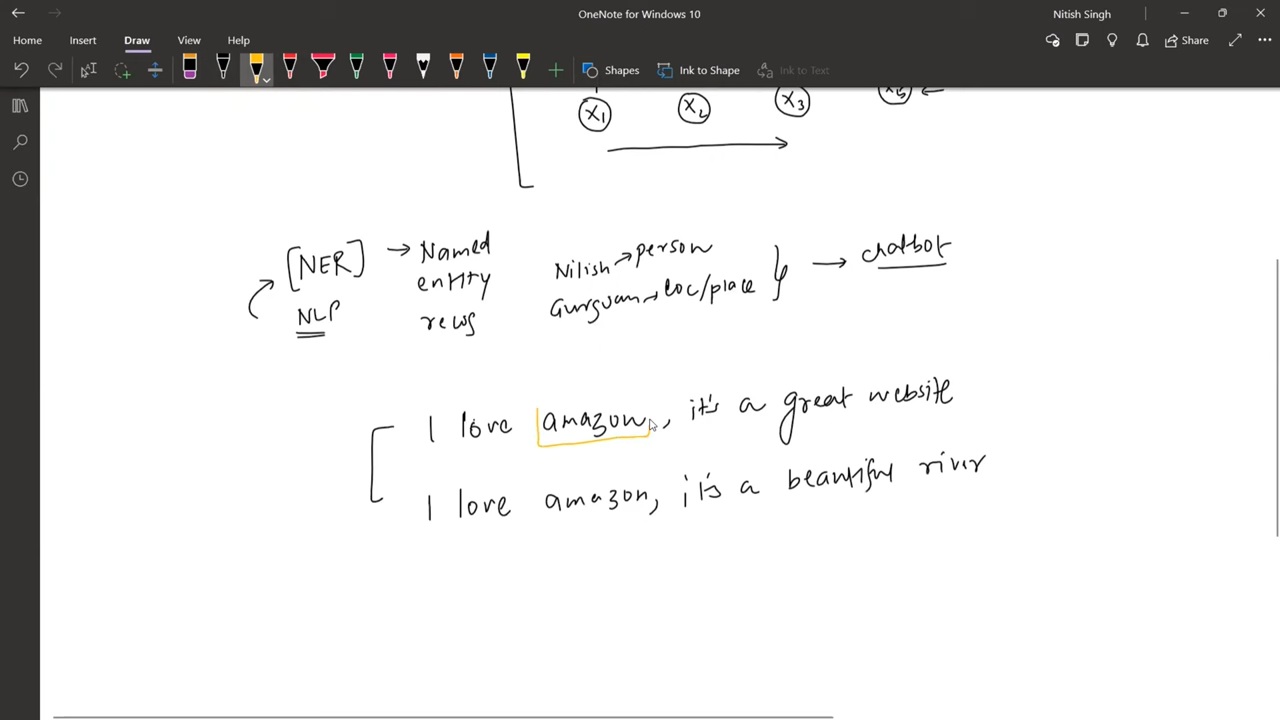 OneNote for Windows 10
Nitish Singh
Home Insert Draw View Help
Share
Shapes Ink to Shape Ink to Text
X1 X2 X3
[NER] → Named entity
NLP
Nitish → person
Gurguan → loc/place
→ chatbot
I love amazon, it's a great website
I love amazon, it's a beautiful river